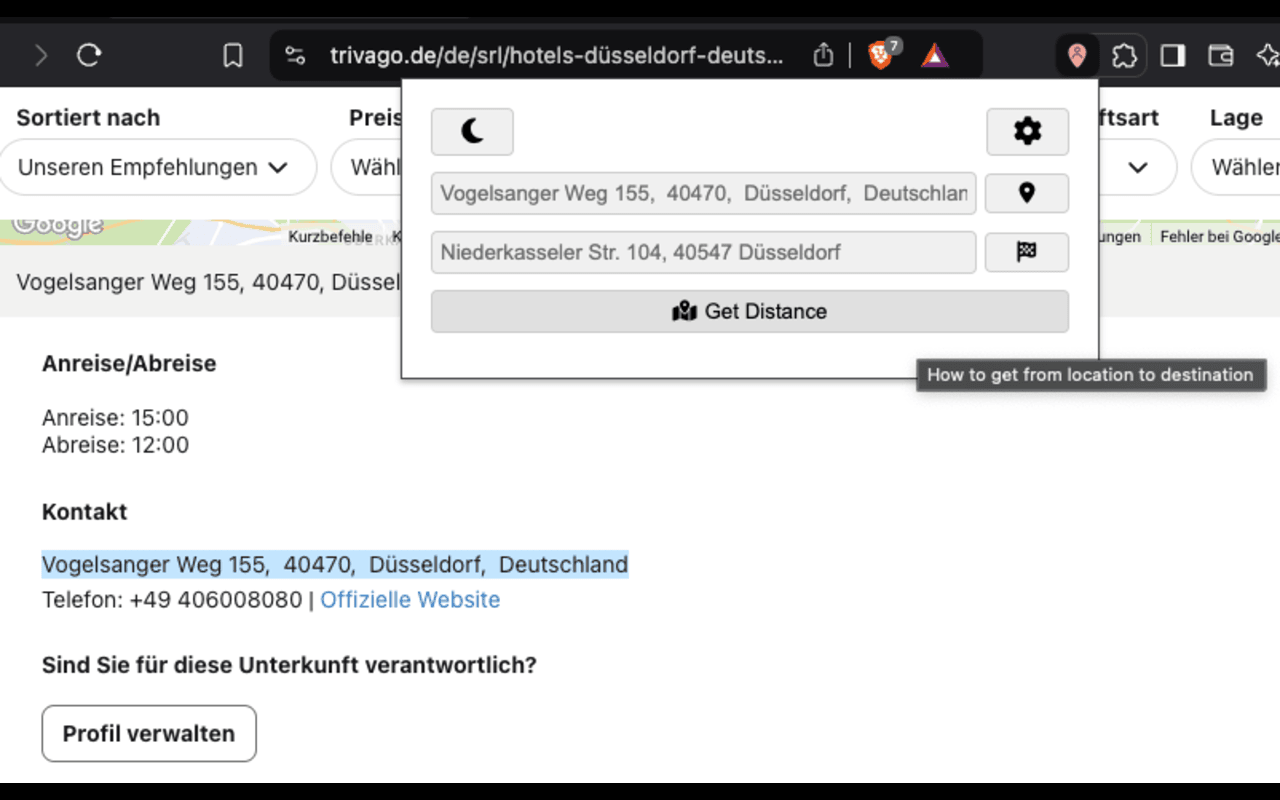 trivago.de/de/srl/hotels-düsseldorf-deuts...
7
Sortiert nach
Preis
ftsart
Lage
Unseren Empfehlungen
Wähl
Wählen
Vogelsanger Weg 155,  40470,  Düsseldorf,  Deutschlan
Niederkasseler Str. 104, 40547 Düsseldorf
Get Distance
How to get from location to destination
Google
Kurzbefehle
K
ungen
Fehler bei Google
Vogelsanger Weg 155, 40470, Düssel
Anreise/Abreise
Anreise: 15:00
Abreise: 12:00
Kontakt
Vogelsanger Weg 155,  40470,  Düsseldorf,  Deutschland
Telefon: +49 406008080 | Offizielle Website
Sind Sie für diese Unterkunft verantwortlich?
Profil verwalten